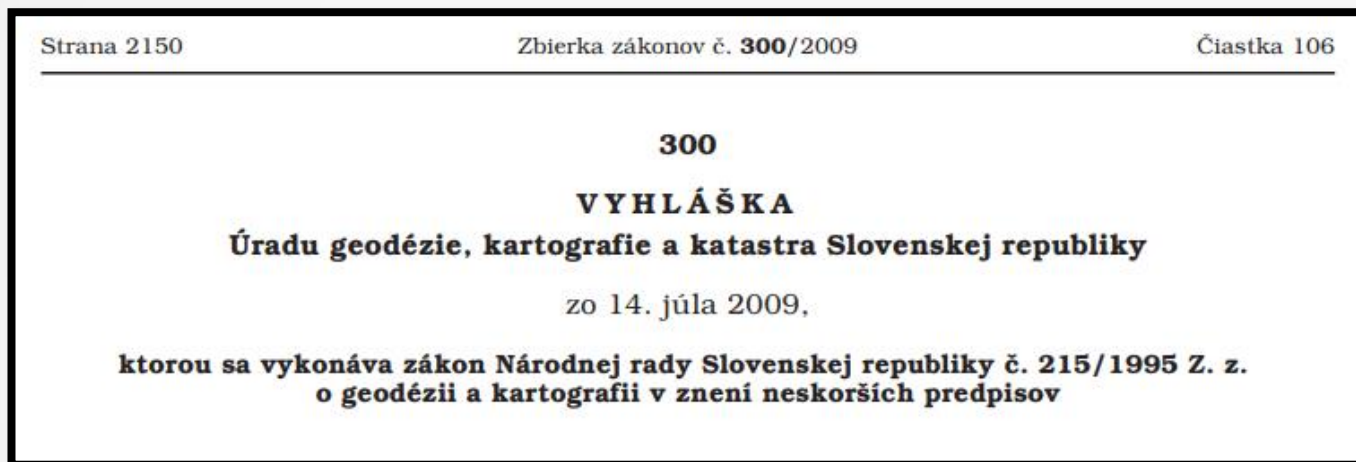 Strana 2150 Zbierka zákonov č. 300/2009 Čiastka 106
300
VYHLÁŠKA
Úradu geodézie, kartografie a katastra Slovenskej republiky
zo 14. júla 2009,
ktorou sa vykonáva zákon Národnej rady Slovenskej republiky č. 215/1995 Z. z.
o geodézii a kartografii v znení neskorších predpisov